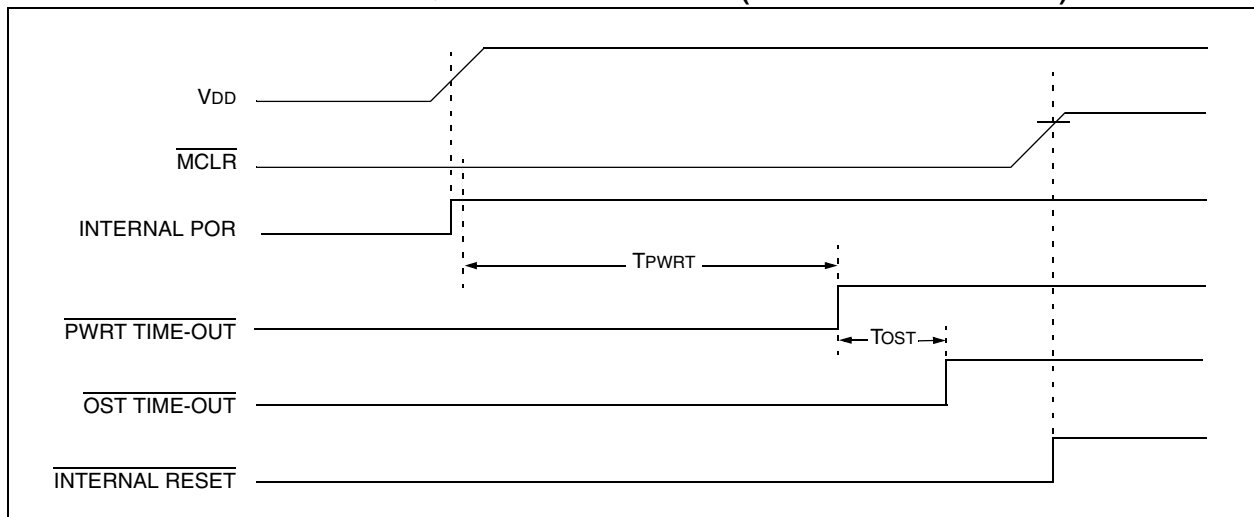 VDD
MCLR
INTERNAL POR
TPWRT
PWRT TIME-OUT
TOST
OST TIME-OUT
INTERNAL RESET